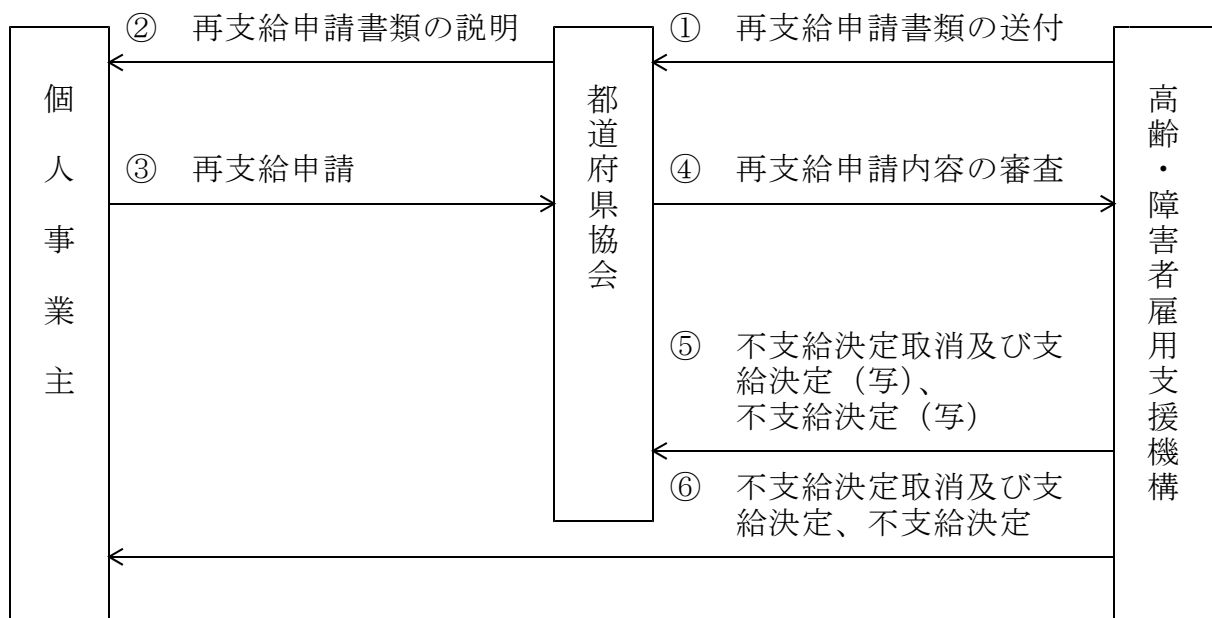 ② 再支給申請書類の説明
① 再支給申請書類の送付
個人事業主
都道府県協会
高齢・障害者雇用支援機構
③ 再支給申請
④ 再支給申請内容の審査
⑤ 不支給決定取消及び支
給決定（写）、
不支給決定（写）
⑥ 不支給決定取消及び支
給決定、不支給決定